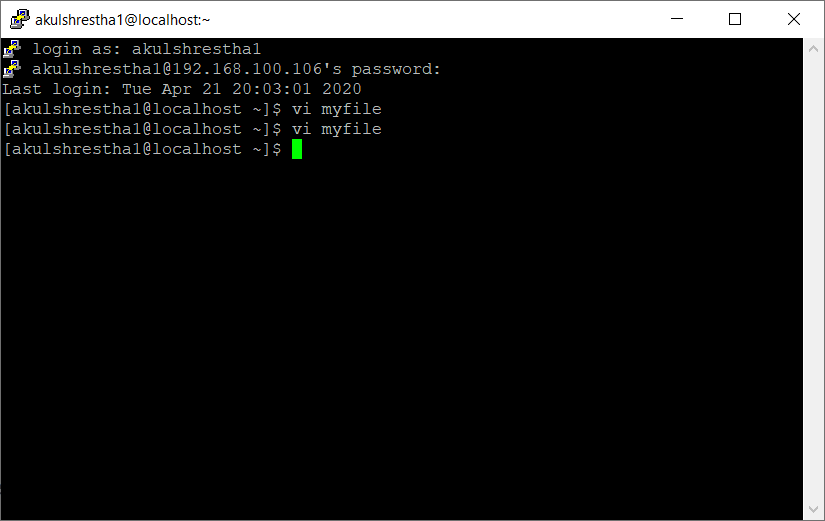 akulshrestha1@localhost:~
login as: akulshrestha1
akulshrestha1@192.168.100.106's password:
Last login: Tue Apr 21 20:03:01 2020
[akulshrestha1@localhost ~]$ vi myfile
[akulshrestha1@localhost ~]$ vi myfile
[akulshrestha1@localhost ~]$